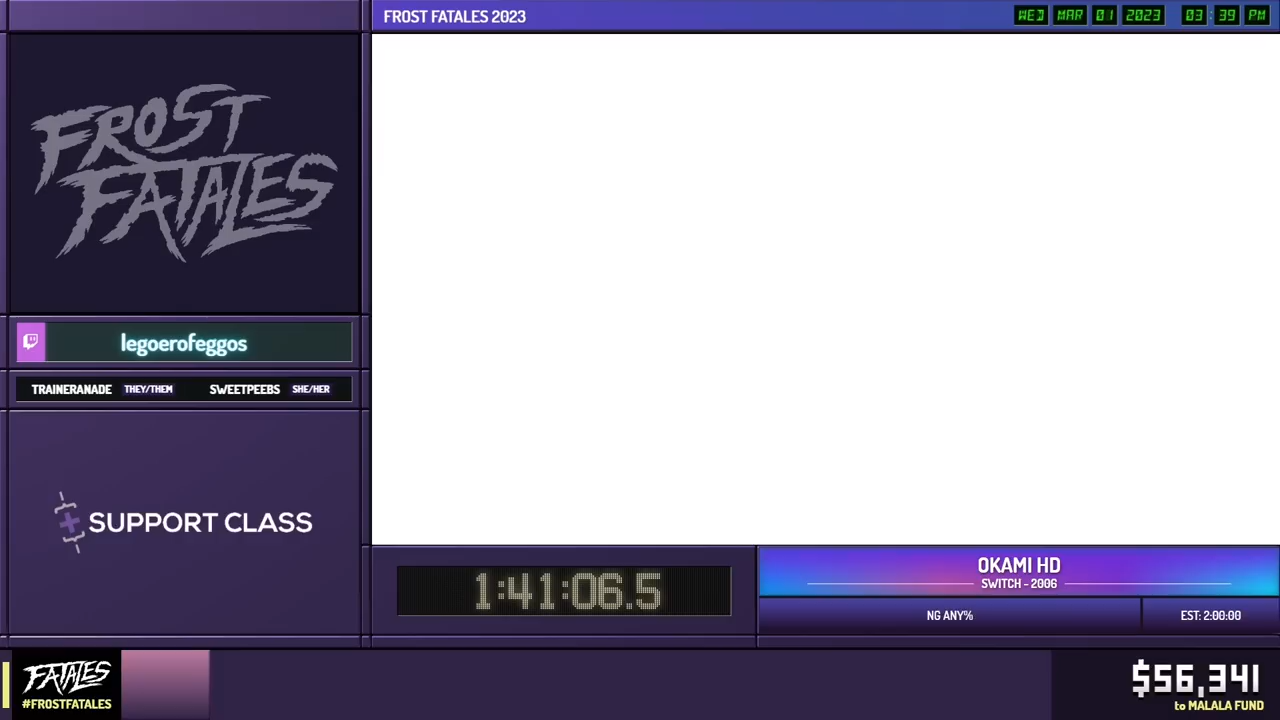 FROST FATALES 2023
WED MAR 01 2023 03:39 PM
FROST
FATALES
legoerofeggos
TRAINERANADE THEY/THEM SWEETPEEBS SHE/HER
SUPPORT CLASS
1:41:06.5
OKAMI HD
SWITCH - 2006
NG ANY%
EST: 2:00:00
FATALES
#FROSTFATALES
$56,341
to MALALA FUND